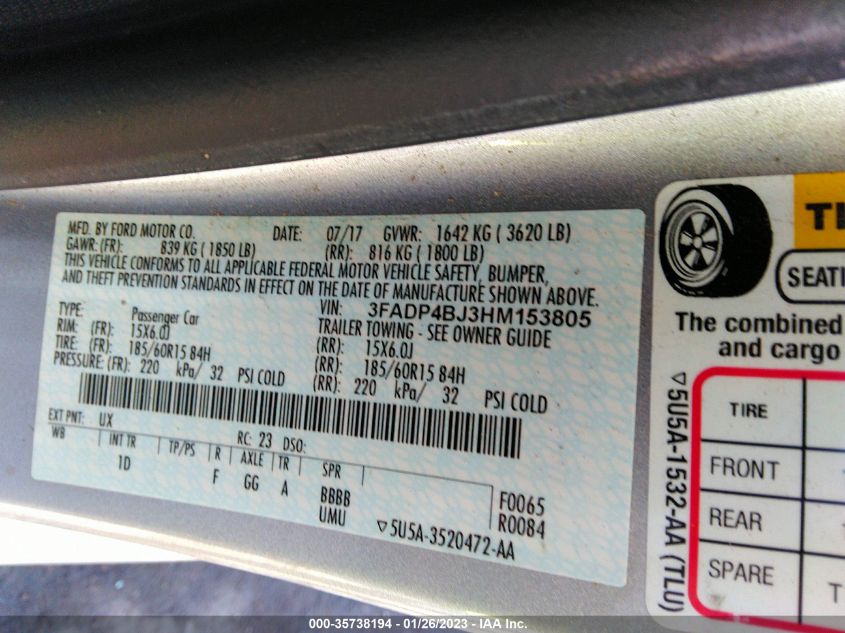 MFD. BY FORD MOTOR CO. DATE: 07/17 GVWR: 1642 KG ( 3620 LB)
GAWR: (FR): 839 KG ( 1850 LB) (RR): 816 KG ( 1800 LB)
THIS VEHICLE CONFORMS TO ALL APPLICABLE FEDERAL MOTOR VEHICLE SAFETY, BUMPER,
AND THEFT PREVENTION STANDARDS IN EFFECT ON THE DATE OF MANUFACTURE SHOWN ABOVE.
VIN: 3FADP4BJ3HM153805
TYPE: Passenger Car TRAILER TOWING - SEE OWNER GUIDE
RIM: (FR): 15X6.0J (RR): 15X6.0J
TIRE: (FR): 185/60R15 84H (RR): 185/60R15 84H
PRESSURE: (FR): 220 kPa/ 32 PSI COLD (RR): 220 kPa/ 32 PSI COLD
EXT PNT: UX RC: 23 DSO:
WB INT TR TP/PS R AXLE TR SPR
1D F GG A BBBB F0065
UMU R0084
5U5A-3520472-AA
SEATI
The combined
and cargo
TIRE
FRONT
REAR
SPARE T
5U5A-1532-AA (TLU)
000-35738194 - 01/26/2023 - IAA Inc.